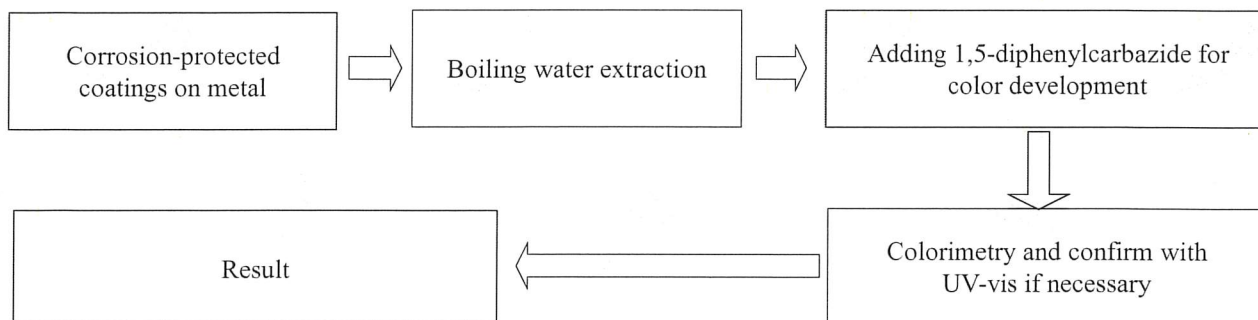 Corrosion-protected
coatings on metal
Boiling water extraction
Adding 1,5-diphenylcarbazide for
color development
Colorimetry and confirm with
UV-vis if necessary
Result